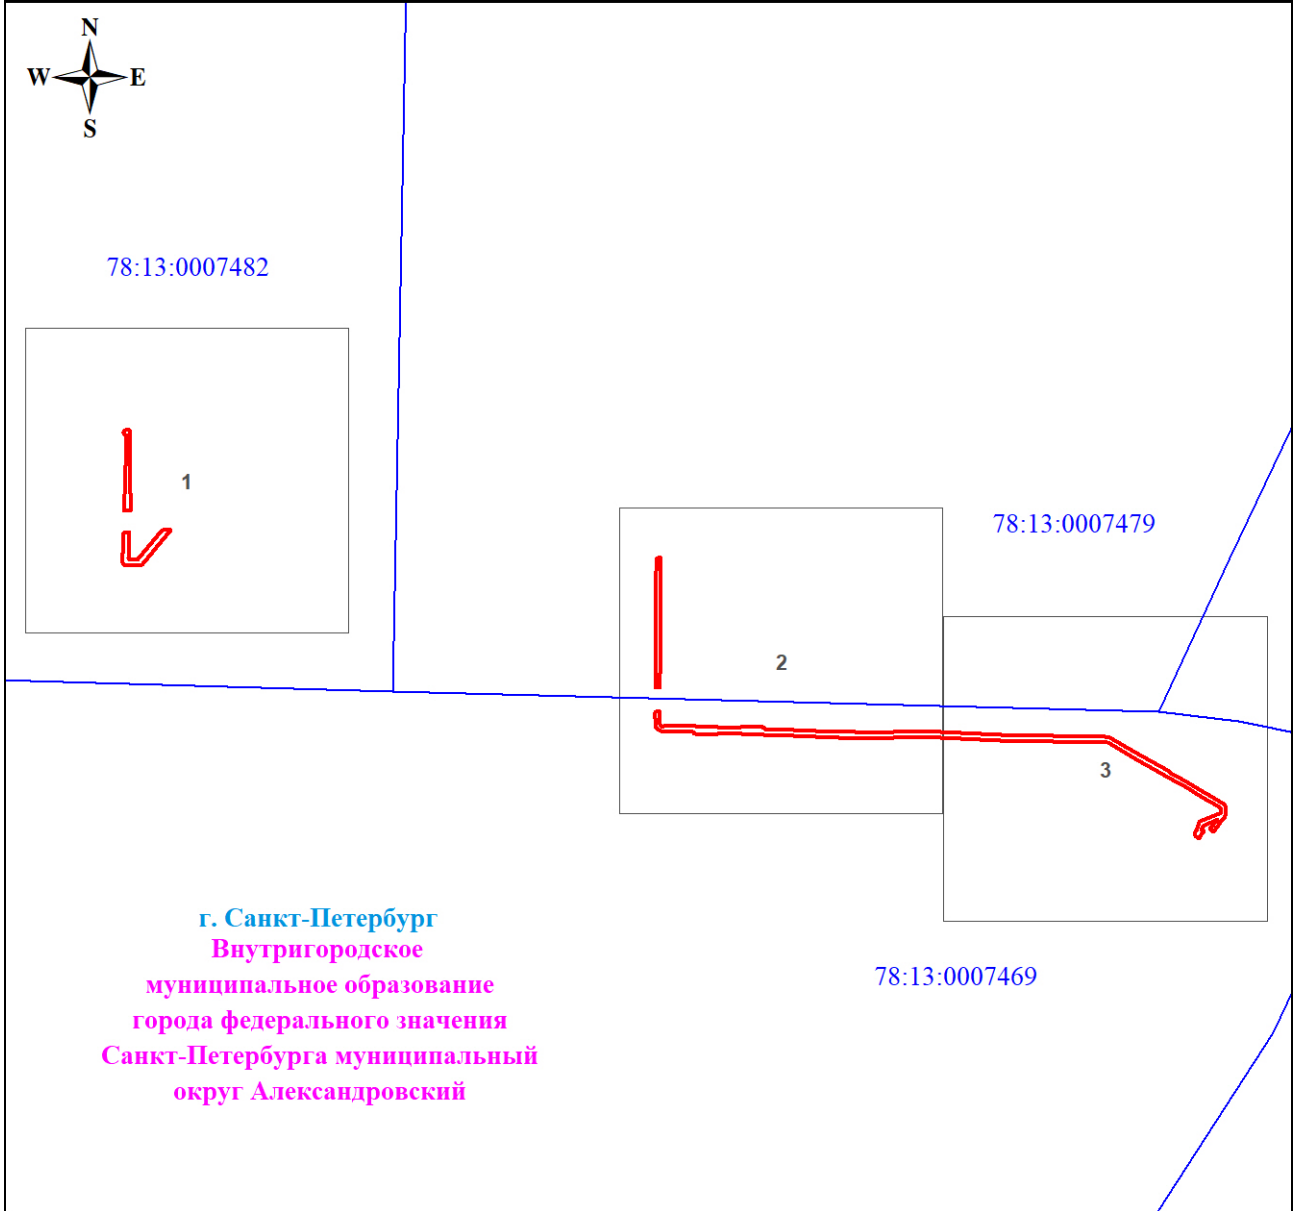 N
W E
S
78:13:0007482
1
78:13:0007479
2
3
г. Санкт-Петербург
Внутригородское
муниципальное образование
города федерального значения
Санкт-Петербурга муниципальный
округ Александровский
78:13:0007469